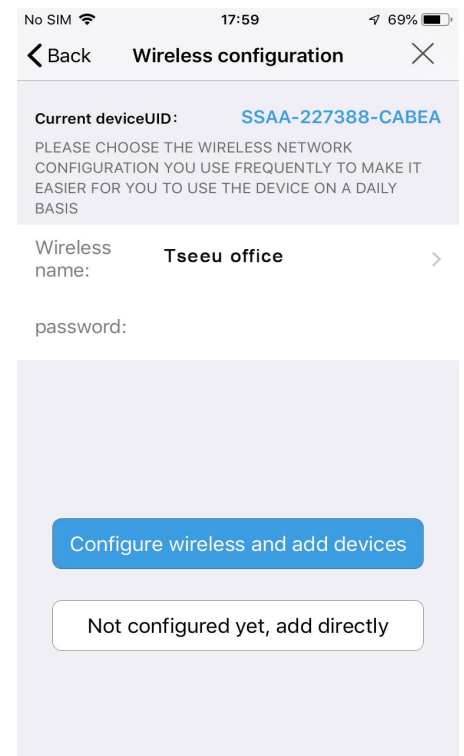 No SIM 17:59 69%
Back Wireless configuration
Current deviceUID: SSAA-227388-CABEA
PLEASE CHOOSE THE WIRELESS NETWORK
CONFIGURATION YOU USE FREQUENTLY TO MAKE IT
EASIER FOR YOU TO USE THE DEVICE ON A DAILY
BASIS
Wireless
name:
Tseeu office
password:
Configure wireless and add devices
Not configured yet, add directly